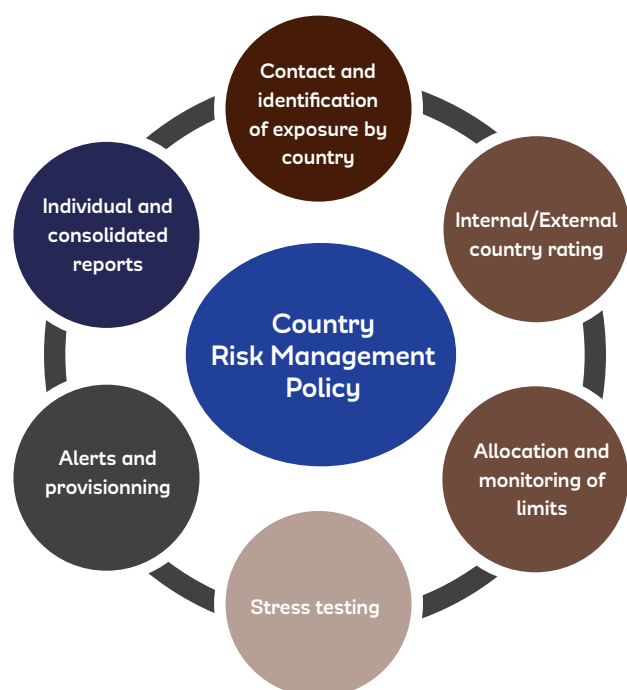 Contact and
identification
of exposure by
country
Internal/External
country rating
Allocation and
monitoring of
limits
Stress testing
Alerts and
provisionning
Individual and
consolidated
reports
Country
Risk Management
Policy